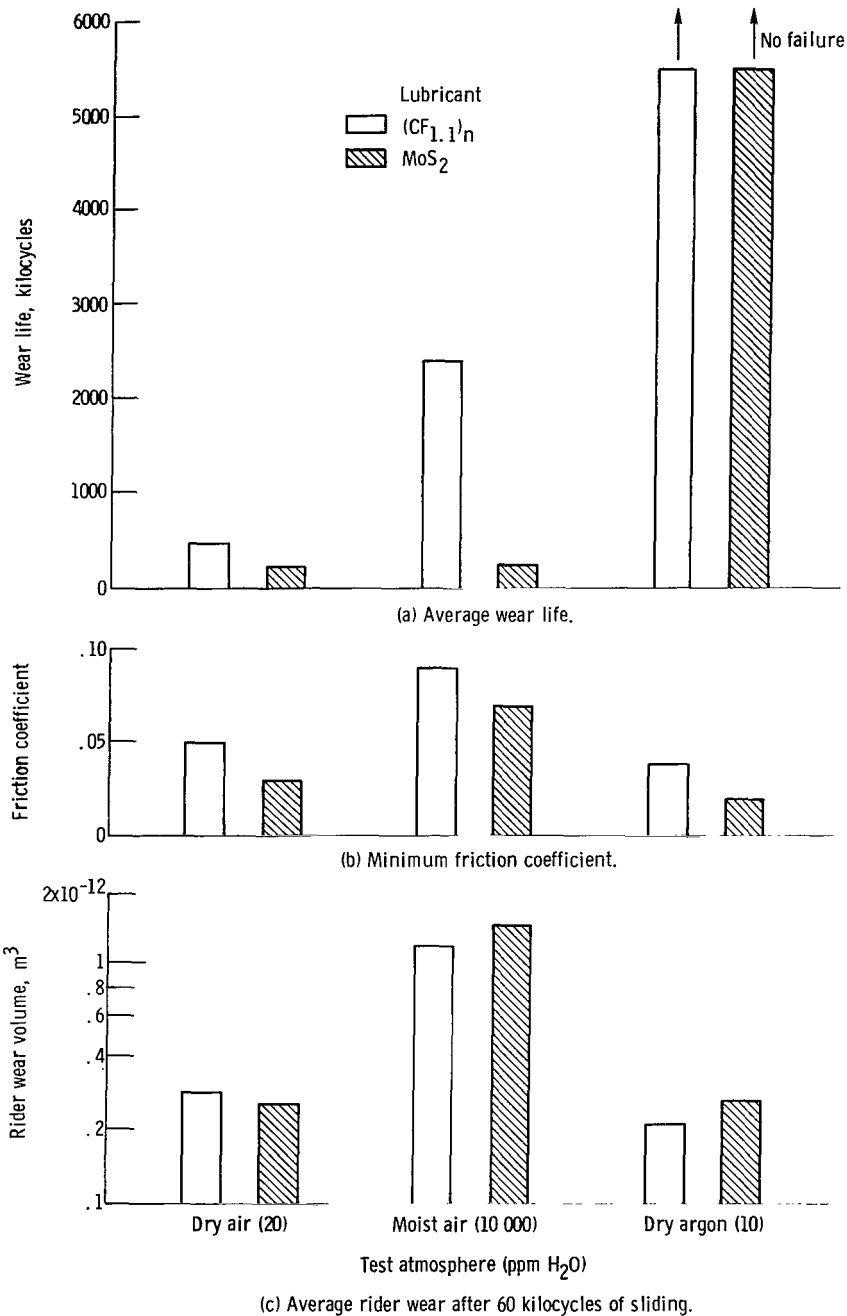 6000
No failure
Lubricant
5000
(CF1.1)n
MoS2
4000
Wear life, kilocycles
3000
2000
1000
0
(a) Average wear life.
.10
Friction coefficient
.05
0
(b) Minimum friction coefficient.
2x10-12
Rider wear volume, m3
1
.8
.6
.4
.2
.1
Dry air (20) Moist air (10 000) Dry argon (10)
Test atmosphere (ppm H2O)
(c) Average rider wear after 60 kilocycles of sliding.